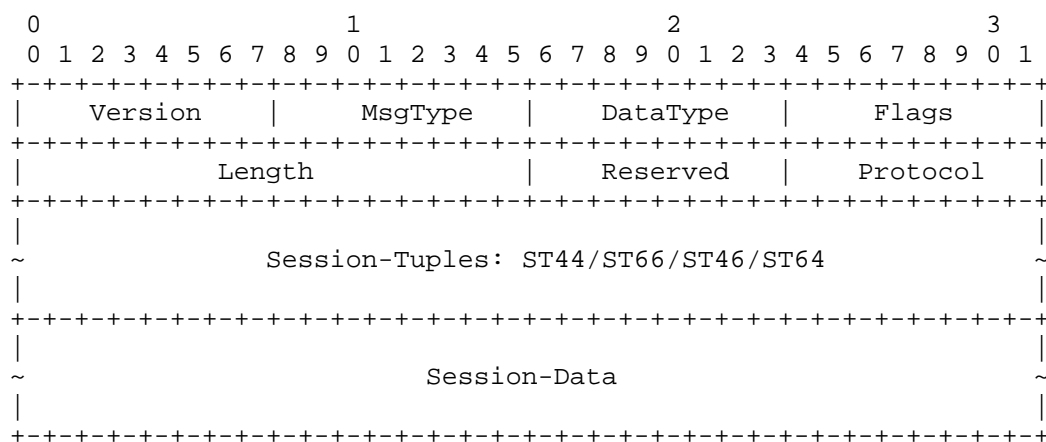 0                   1                   2                   3
 0 1 2 3 4 5 6 7 8 9 0 1 2 3 4 5 6 7 8 9 0 1 2 3 4 5 6 7 8 9 0 1
+-+-+-+-+-+-+-+-+-+-+-+-+-+-+-+-+-+-+-+-+-+-+-+-+-+-+-+-+-+-+-+-+
|    Version    |    MsgType    |    DataType   |     Flags     |
+-+-+-+-+-+-+-+-+-+-+-+-+-+-+-+-+-+-+-+-+-+-+-+-+-+-+-+-+-+-+-+-+
|            Length             |    Reserved   |    Protocol   |
+-+-+-+-+-+-+-+-+-+-+-+-+-+-+-+-+-+-+-+-+-+-+-+-+-+-+-+-+-+-+-+-+
|                                                               |
~               Session-Tuples: ST44/ST66/ST46/ST64             ~
|                                                               |
+-+-+-+-+-+-+-+-+-+-+-+-+-+-+-+-+-+-+-+-+-+-+-+-+-+-+-+-+-+-+-+-+
|                                                               |
~                         Session-Data                          ~
|                                                               |
+-+-+-+-+-+-+-+-+-+-+-+-+-+-+-+-+-+-+-+-+-+-+-+-+-+-+-+-+-+-+-+-+